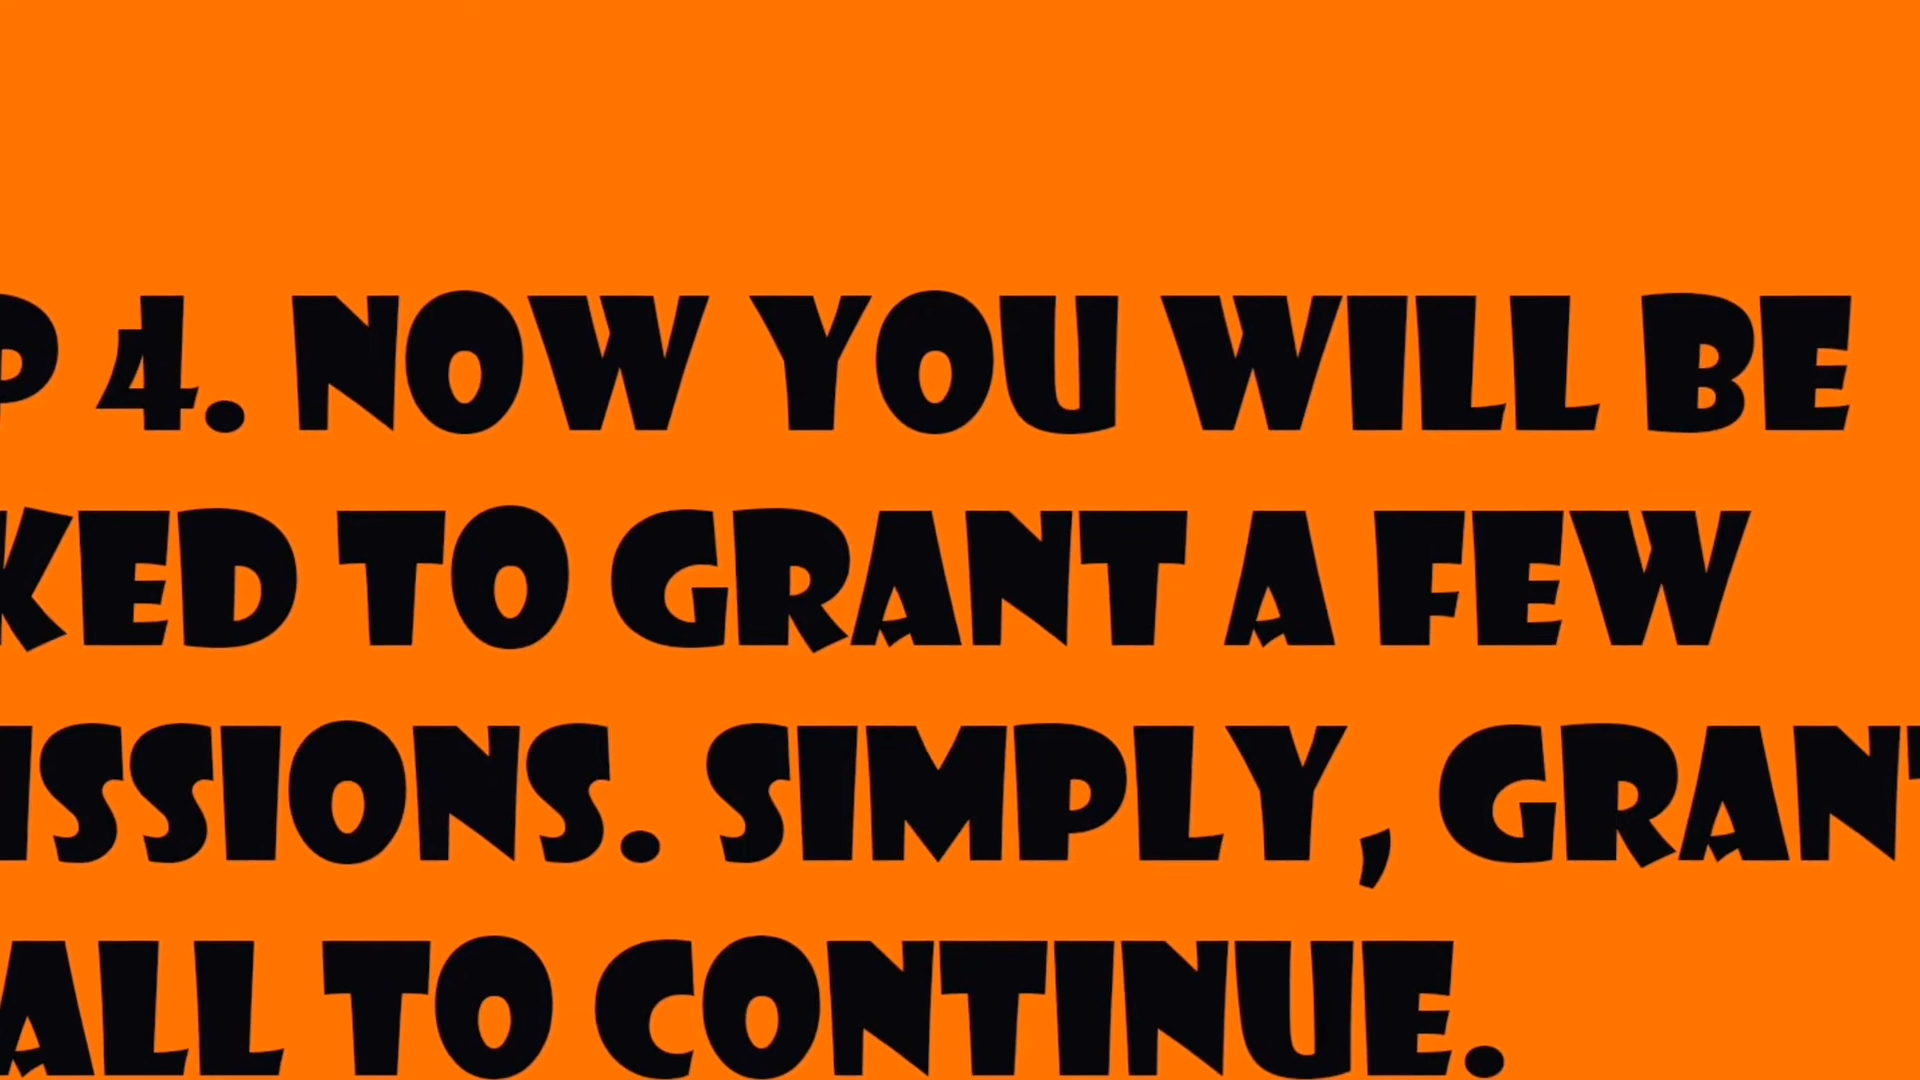 P 4. NOW YOU WILL BE
KED TO GRANT A FEW
ISSIONS. SIMPLY, GRANT
ALL TO CONTINUE.